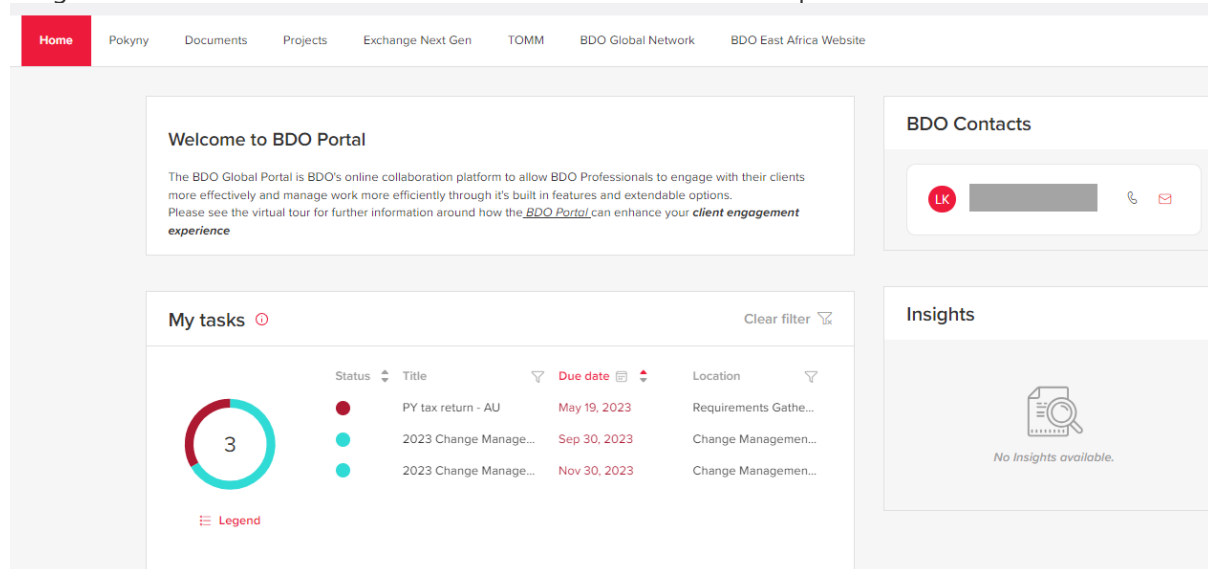 Home Pokyny Documents Projects Exchange Next Gen TOMM BDO Global Network BDO East Africa Website
Welcome to BDO Portal
The BDO Global Portal is BDO's online collaboration platform to allow BDO Professionals to engage with their clients
more effectively and manage work more efficiently through it's built in features and extendable options.
Please see the virtual tour for further information around how the BDO Portal can enhance your client engagement
experience
BDO Contacts
LK
My tasks Clear filter
Status Title Due date Location
PY tax return - AU May 19, 2023 Requirements Gathe...
2023 Change Manage... Sep 30, 2023 Change Managemen...
2023 Change Manage... Nov 30, 2023 Change Managemen...
3
Legend
Insights
No Insights available.